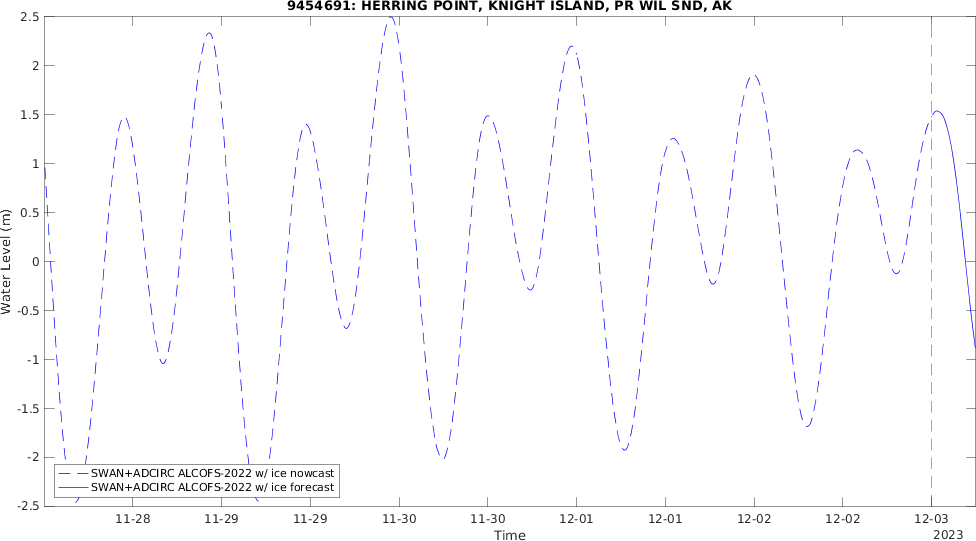 9454691: HERRING POINT, KNIGHT ISLAND, PR WIL SND, AK
2.5
2
1.5
1
0.5
0
-0.5
-1
-1.5
-2
-2.5
Water Level (m)
SWAN+ADCIRC ALCOFS-2022 w/ ice nowcast
SWAN+ADCIRC ALCOFS-2022 w/ ice forecast
11-28 11-29 11-29 11-30 11-30 12-01 12-01 12-02 12-02 12-03
Time
2023